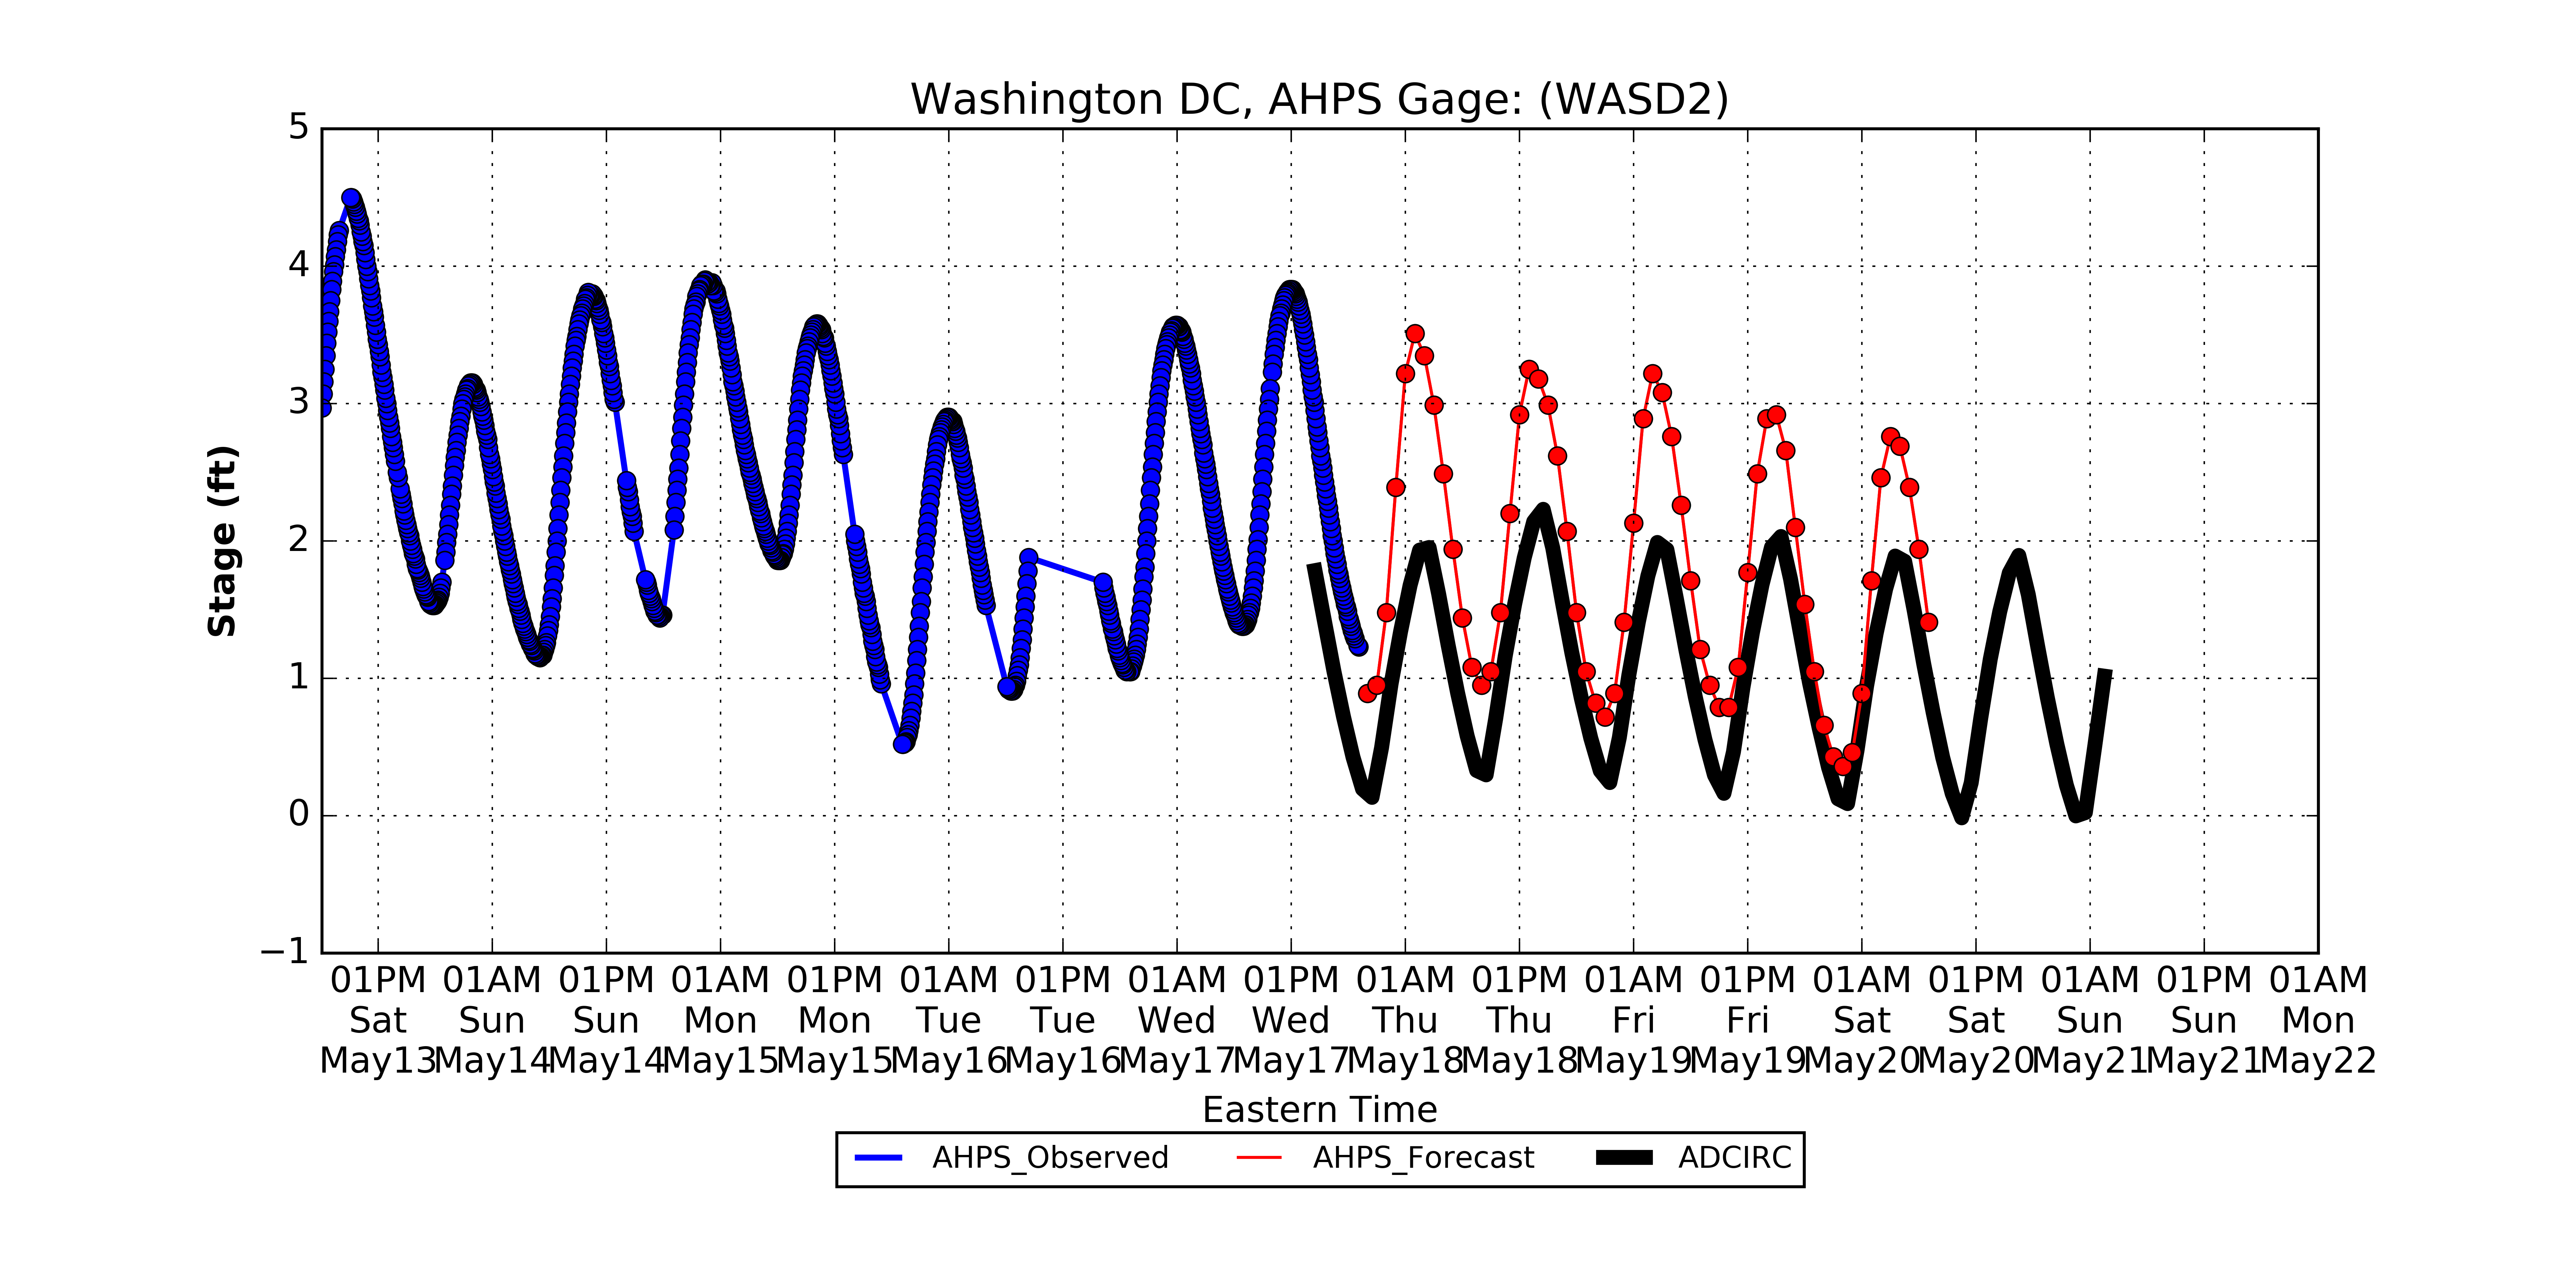 Washington DC, AHPS Gage: (WASD2)
5
4
3
2
1
0
−1
Stage (ft)
01PM 01AM 01PM 01AM 01PM 01AM 01PM 01AM 01PM 01AM 01PM 01AM 01PM 01AM 01PM 01AM 01PM 01AM
Sat Sun Sun Mon Mon Tue Tue Wed Wed Thu Thu Fri Fri Sat Sat Sun Sun Mon
May13 May14 May14 May15 May15 May16 May16 May17 May17 May18 May18 May19 May19 May20 May20 May21 May21 May22
Eastern Time
AHPS_Observed AHPS_Forecast ADCIRC